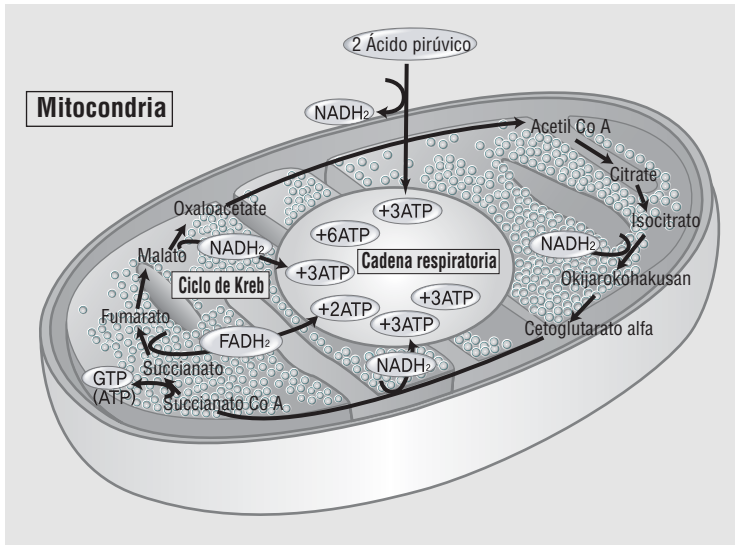 2 Ácido pirúvico
Mitocondria
NADH₂
Acetil Co A
Citrate
Isocitrato
Oxaloacetate
+3ATP
+6ATP
NADH₂
NADH₂
Malato
Cadena respiratoria
+3ATP
Okijarokohakusan
Ciclo de Kreb
+3ATP
+2ATP
Fumarato
+3ATP
Cetoglutarato alfa
FADH₂
Succianato
NADH₂
GTP
(ATP)
Succianato Co A